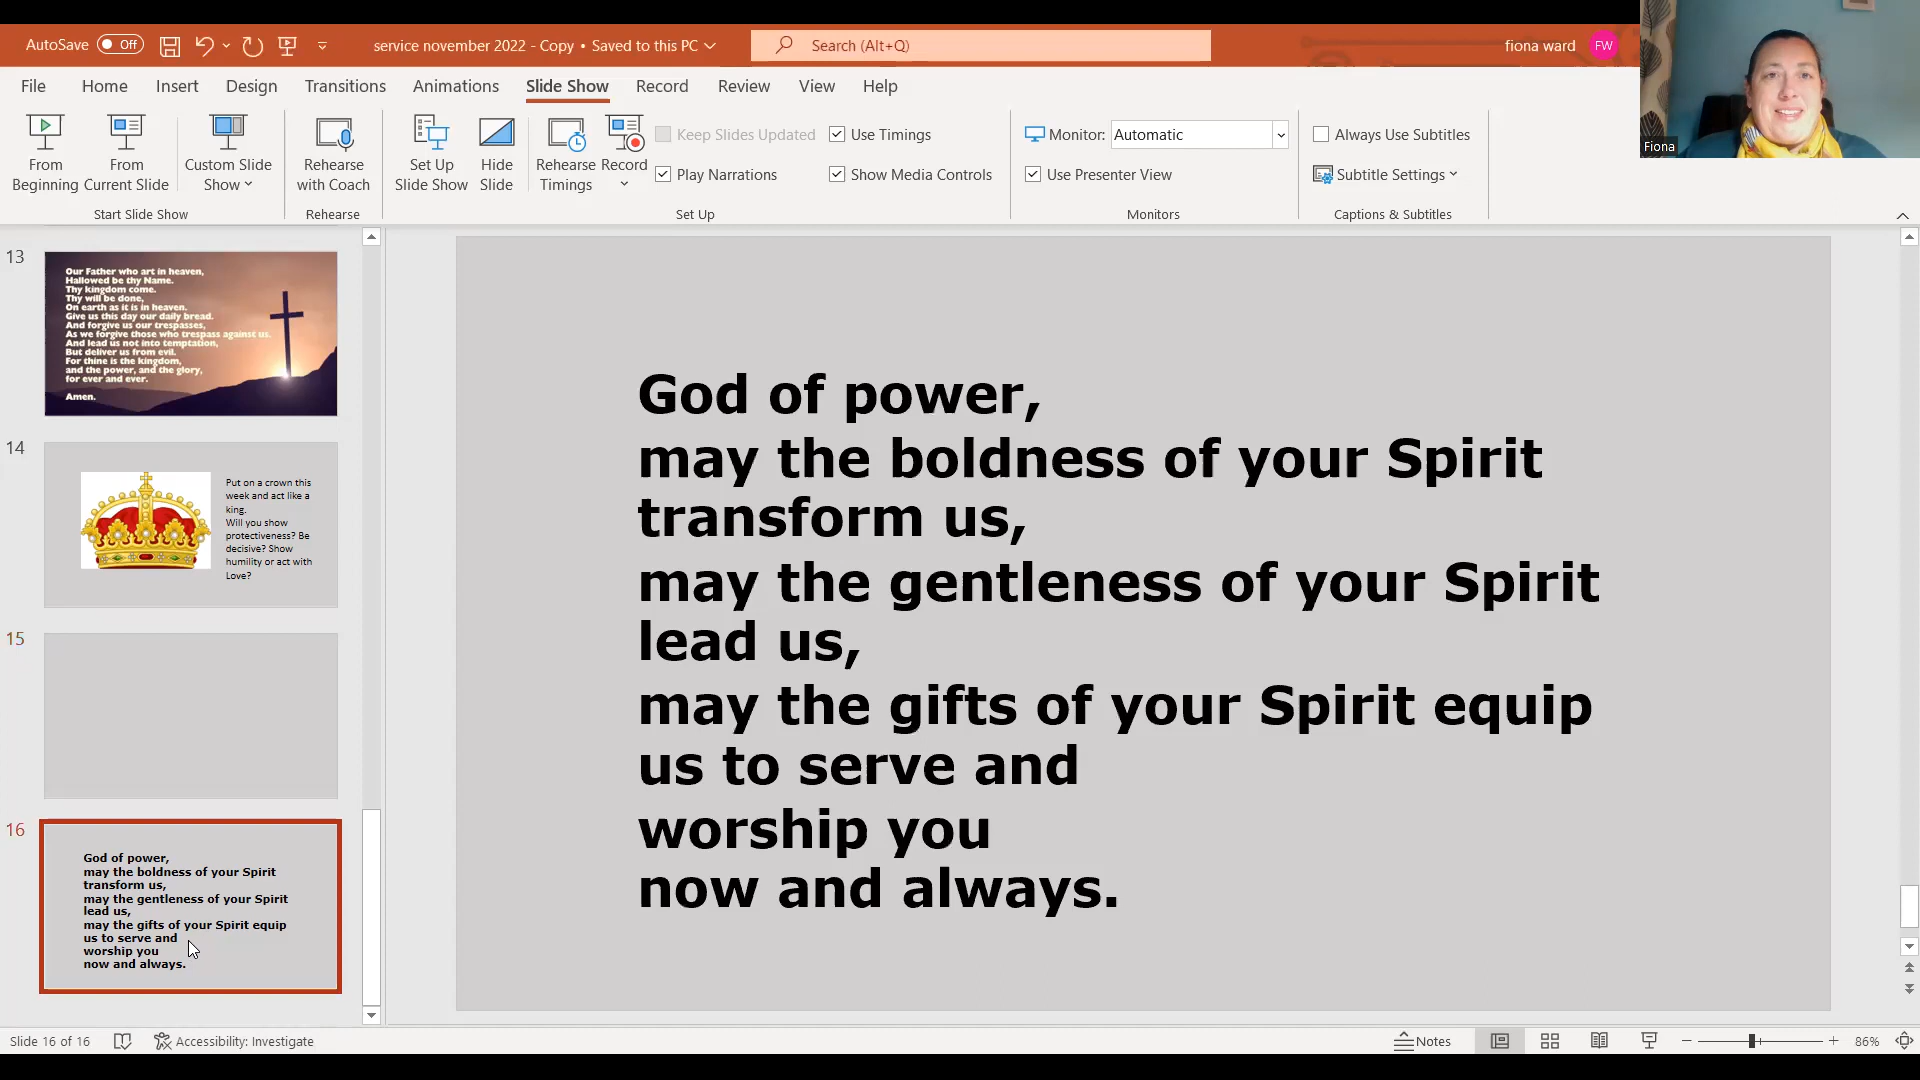 AutoSave Off
service november 2022 - Copy • Saved to this PC
Search (Alt+Q)
fiona ward FW
File Home Insert Design Transitions Animations Slide Show Record Review View Help
From Beginning
From Current Slide
Custom Slide Show
Start Slide Show
Rehearse with Coach
Rehearse
Set Up Slide Show
Hide Slide
Rehearse Timings
Record
Keep Slides Updated
Play Narrations
Use Timings
Show Media Controls
Set Up
Monitor: Automatic
Use Presenter View
Monitors
Always Use Subtitles
Subtitle Settings
Captions & Subtitles
Fiona
13
Our Father who art in heaven,
Hallowed be thy Name.
Thy kingdom come.
Thy will be done,
On earth as it is in heaven.
Give us this day our daily bread.
And forgive us our trespasses,
As we forgive those who trespass against us.
And lead us not into temptation,
But deliver us from evil.
For thine is the kingdom,
and the power, and the glory,
for ever and ever.
Amen.
14
Put on a crown this
week and act like a
king.
Will you show
protectiveness? Be
decisive? Show
humility or act with
Love?
15
16
God of power,
may the boldness of your Spirit
transform us,
may the gentleness of your Spirit
lead us,
may the gifts of your Spirit equip
us to serve and
worship you
now and always.
God of power,
may the boldness of your Spirit
transform us,
may the gentleness of your Spirit
lead us,
may the gifts of your Spirit equip
us to serve and
worship you
now and always.
Slide 16 of 16
Accessibility: Investigate
Notes
86%